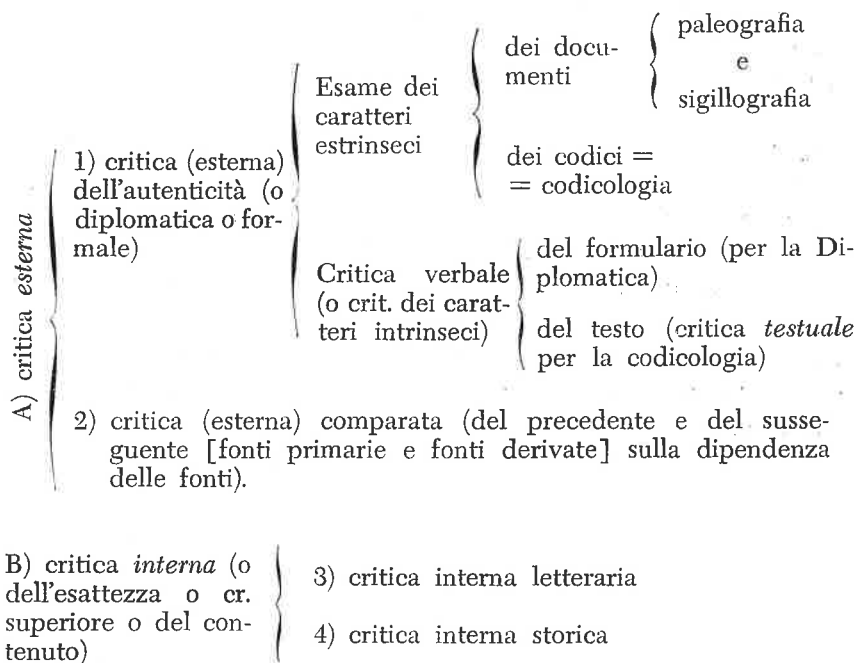 A) critica esterna
1) critica (esterna)
dell'autenticità (o
diplomatica o for-
male)
Esame dei
caratteri
estrinseci
dei docu-
menti
paleografia
e
sigillografia
dei codici =
= codicologia
Critica verbale
(o crit. dei carat-
teri intrinseci)
del formulario (per la Di-
plomatica)
del testo (critica testuale
per la codicologia)
2) critica (esterna) comparata (del precedente e del susse-
guente [fonti primarie e fonti derivate] sulla dipendenza
delle fonti).
B) critica interna (o
dell'esattezza o cr.
superiore o del con-
tenuto)
3) critica interna letteraria
4) critica interna storica